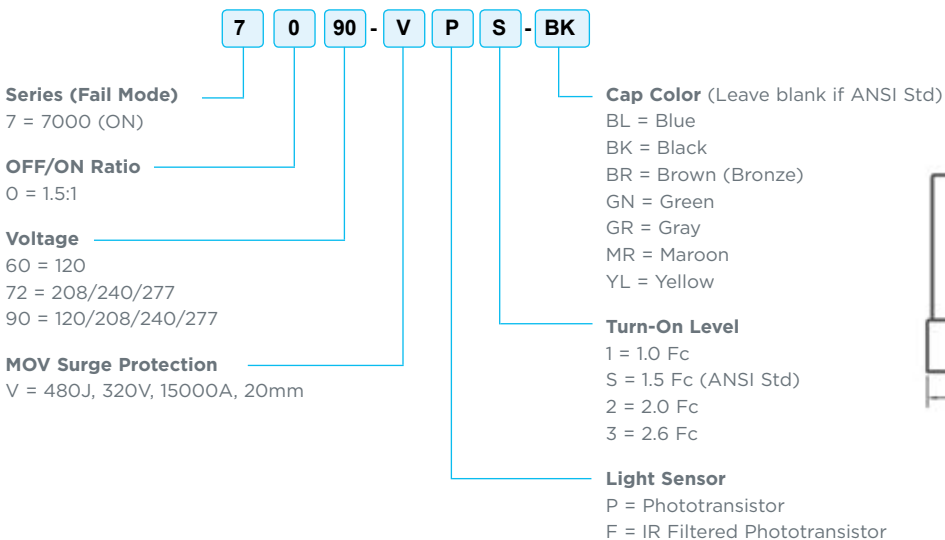 7 0 90 - V P S - BK
Series (Fail Mode)
7 = 7000 (ON)
OFF/ON Ratio
0 = 1.5:1
Voltage
60 = 120
72 = 208/240/277
90 = 120/208/240/277
MOV Surge Protection
V = 480J, 320V, 15000A, 20mm
Cap Color (Leave blank if ANSI Std)
BL = Blue
BK = Black
BR = Brown (Bronze)
GN = Green
GR = Gray
MR = Maroon
YL = Yellow
Turn-On Level
1 = 1.0 Fc
S = 1.5 Fc (ANSI Std)
2 = 2.0 Fc
3 = 2.6 Fc
Light Sensor
P = Phototransistor
F = IR Filtered Phototransistor